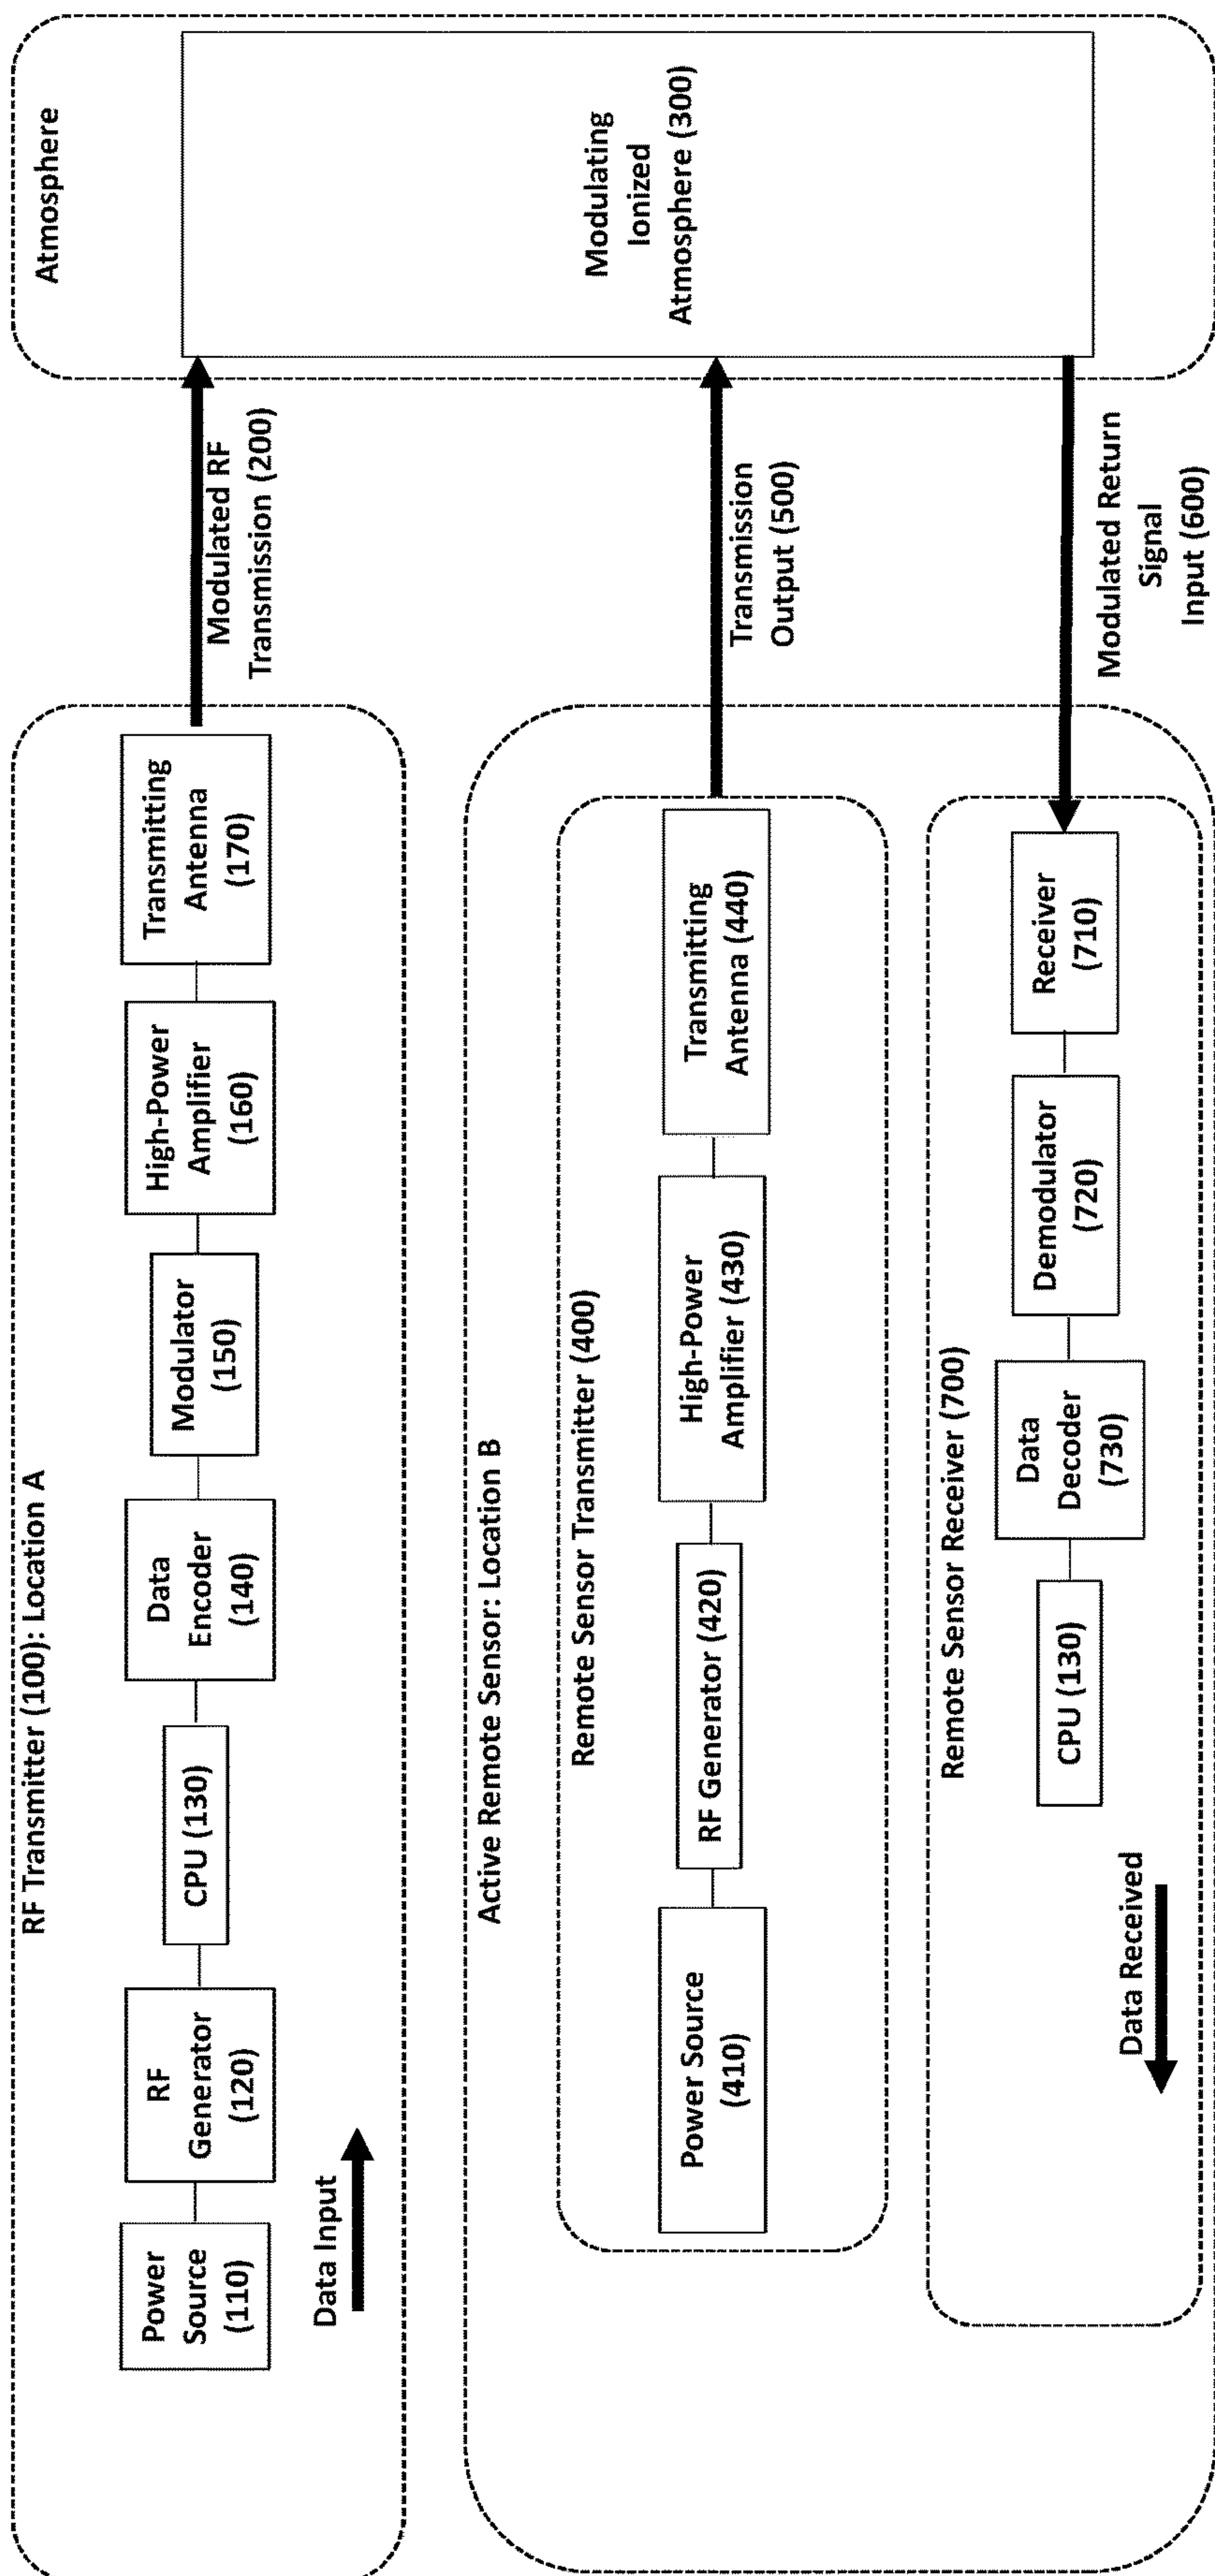 RF Transmitter (100): Location A
Power
Source
(110)
RF
Generator
(120)
CPU (130)
Data
Encoder
(140)
Modulator
(150)
High-Power
Amplifier
(160)
Transmitting
Antenna
(170)
Data Input
Modulated RF
Transmission (200)
Atmosphere
Modulating
Ionized
Atmosphere (300)
Active Remote Sensor: Location B
Remote Sensor Transmitter (400)
Power Source
(410)
RF Generator (420)
High-Power
Amplifier (430)
Transmitting
Antenna (440)
Transmission
Output (500)
Remote Sensor Receiver (700)
CPU (130)
Data
Decoder
(730)
Demodulator
(720)
Receiver
(710)
Modulated Return
Signal
Input (600)
Data Received